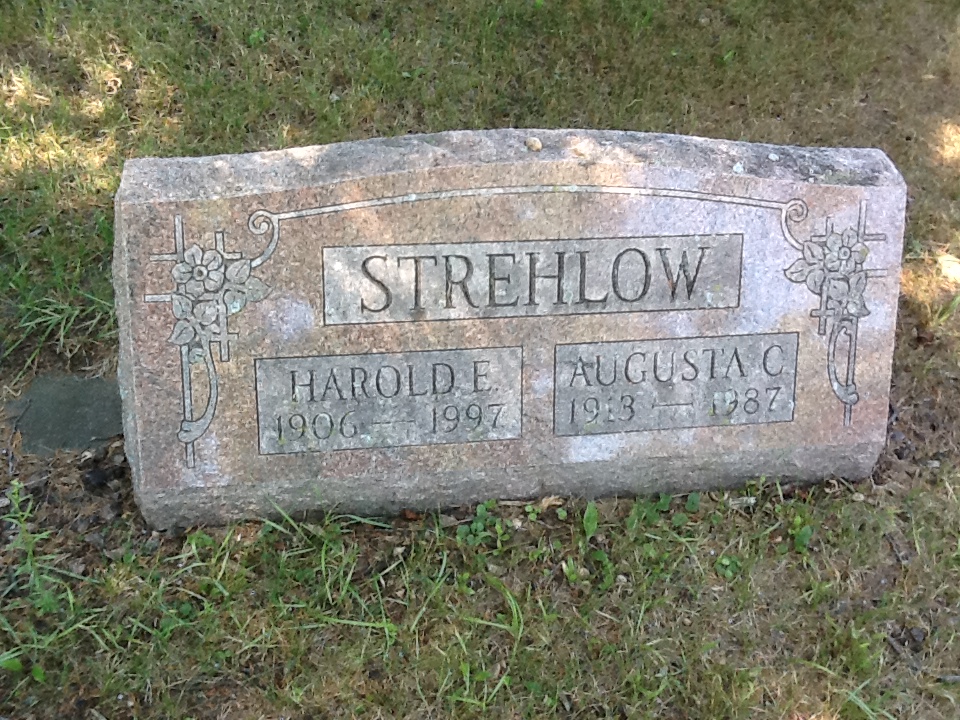 STREHLOW
HAROLD E.
1906 — 1997
AUGUSTA C.
1913 — 1987